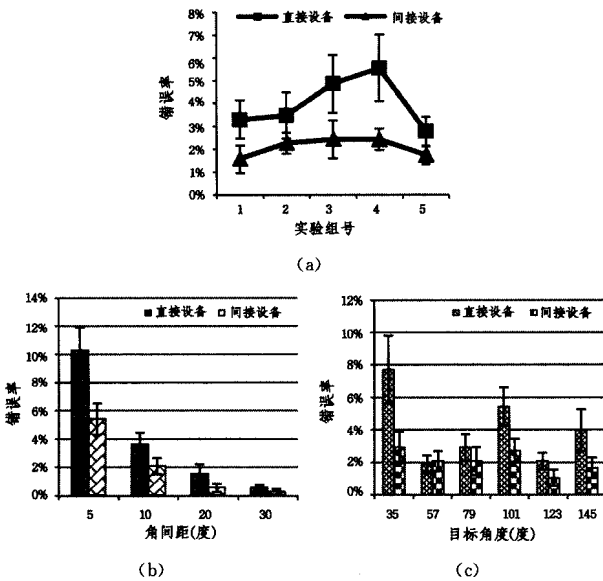 直接设备 间接设备
8%
7%
6%
5%
4%
3%
2%
1%
0%
错误率
1 2 3 4 5
实验组号
(a)
直接设备 间接设备
14%
12%
10%
8%
6%
4%
2%
0%
错误率
5 10 20 30
角间距(度)
(b)
直接设备 间接设备
12%
10%
8%
6%
4%
2%
0%
错误率
35 57 79 101 123 145
目标角度(度)
(c)